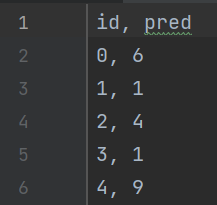 1 id, pred
2 0, 6
3 1, 1
4 2, 4
5 3, 1
6 4, 9